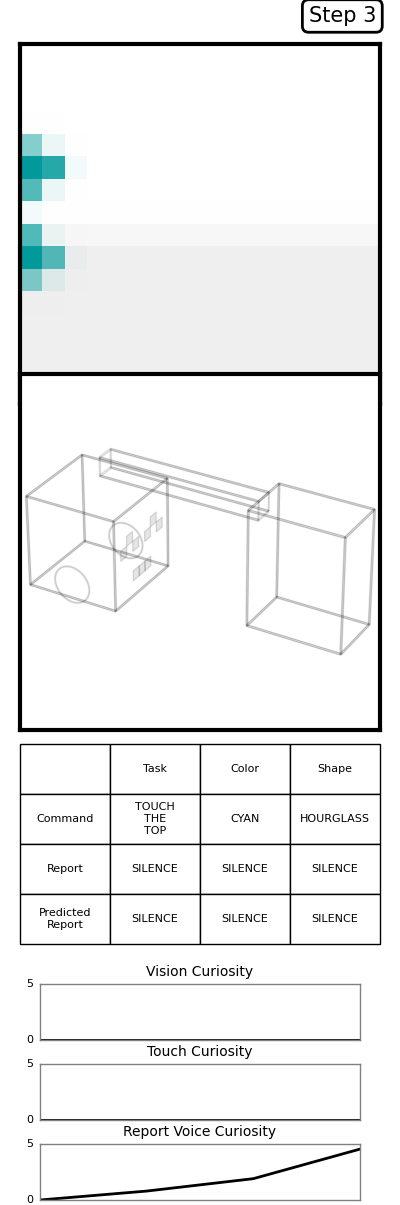 Step 3
Task Color Shape
Command TOUCH THE TOP CYAN HOURGLASS
Report SILENCE SILENCE SILENCE
Predicted Report SILENCE SILENCE SILENCE
Vision Curiosity
5
0
Touch Curiosity
5
0
Report Voice Curiosity
5
0